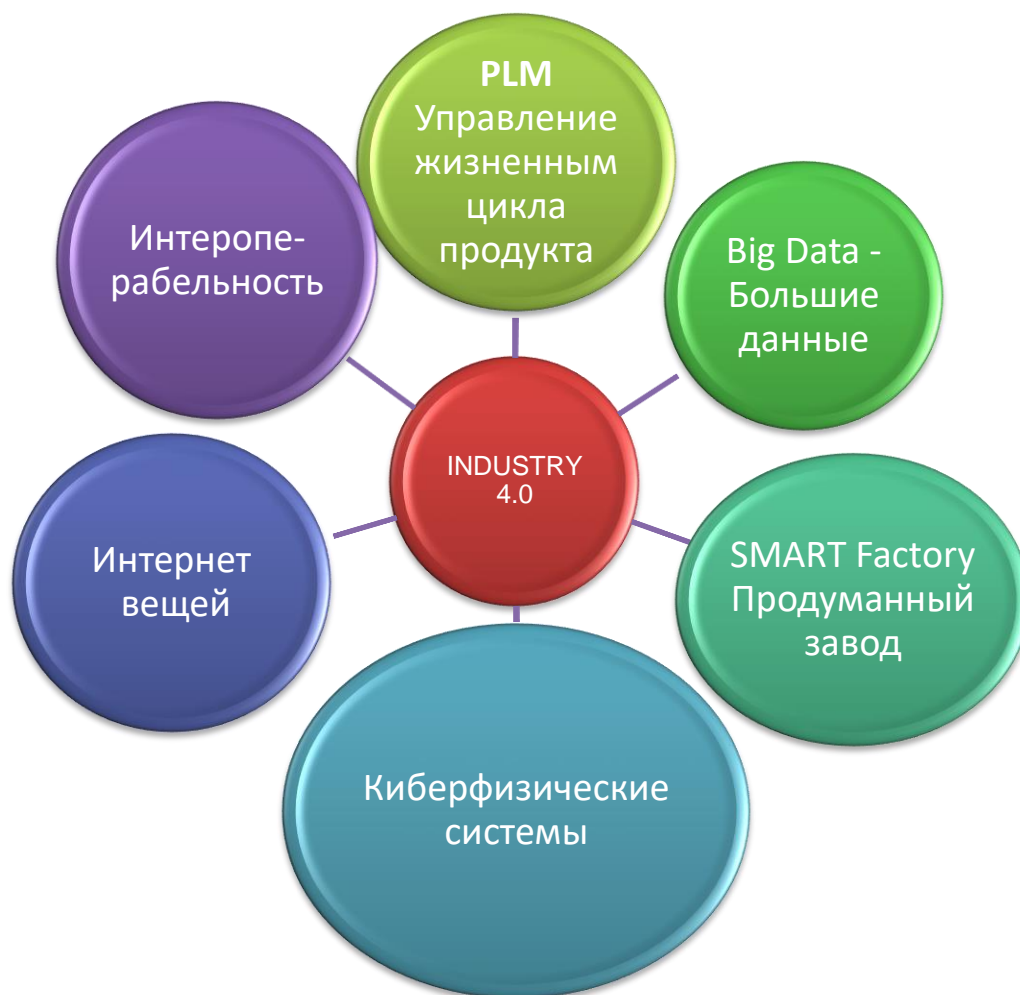 PLM
Управление
жизненным
цикла
продукта
Big Data -
Большие
данные
SMART Factory
Продуманный
завод
Киберфизические
системы
Интернет
вещей
Интеропе-
рабельность
INDUSTRY
4.0